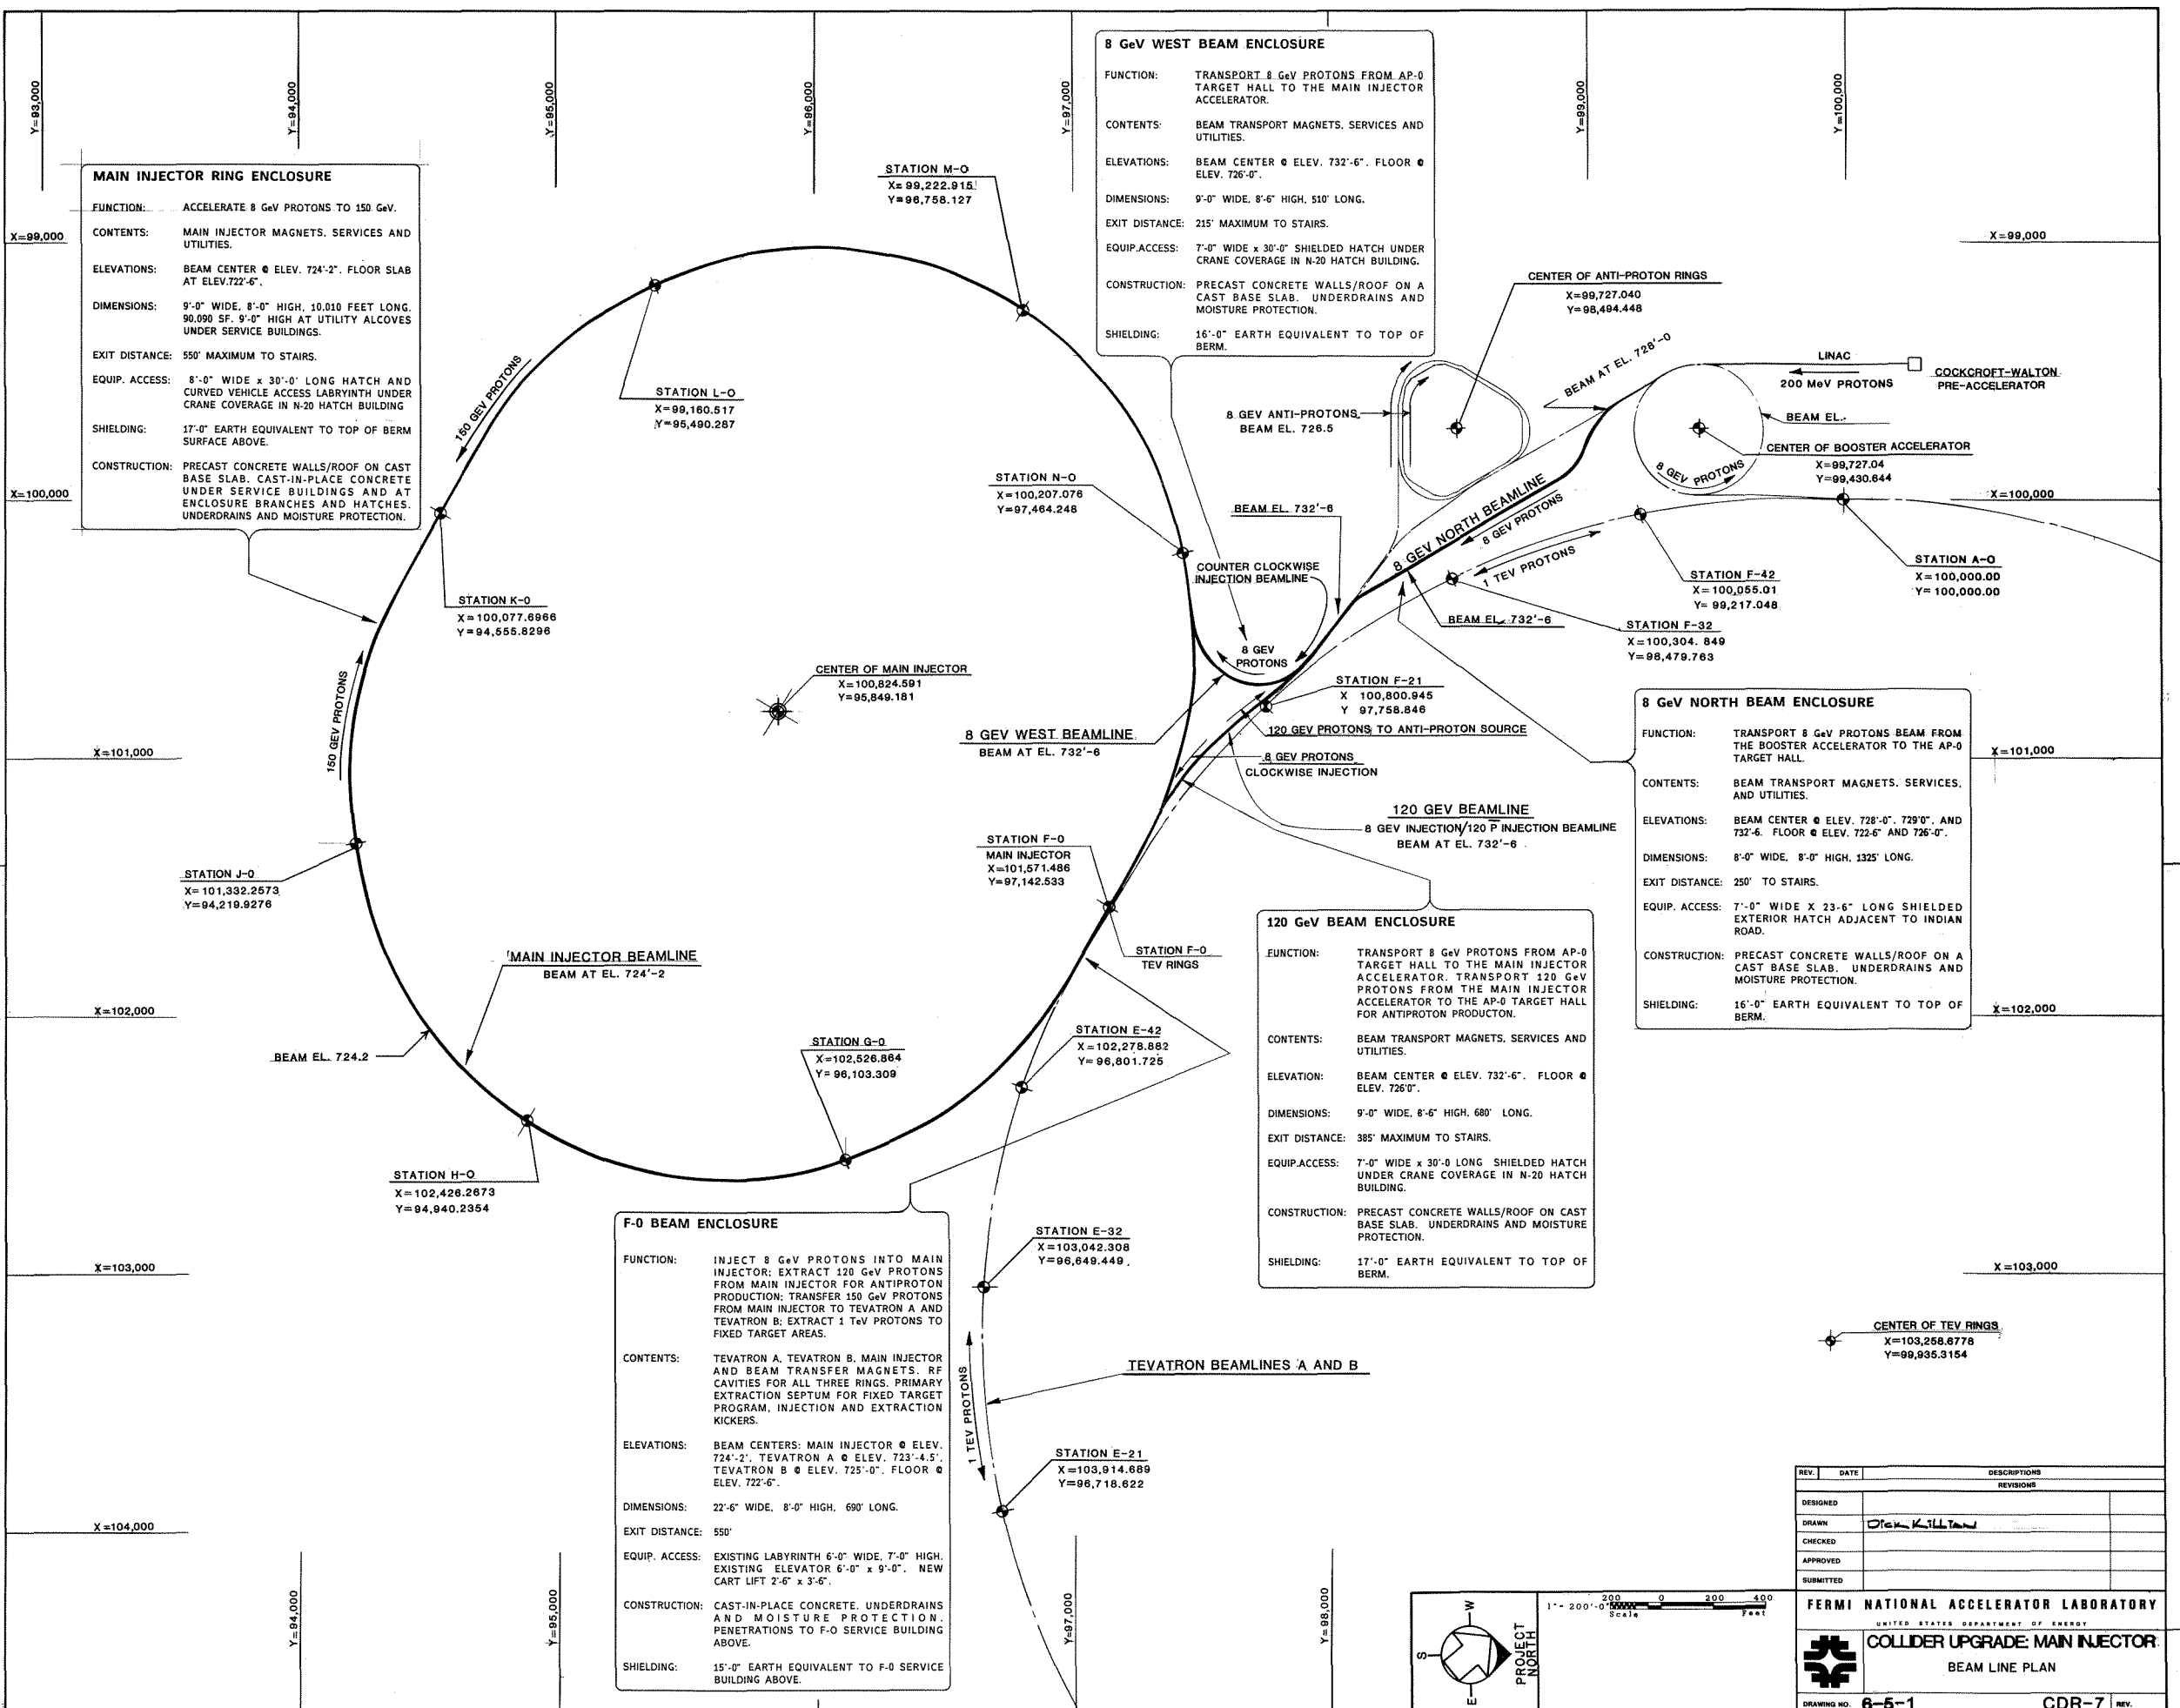 Y=93,000
Y=94,000
Y=95,000
Y=96,000
Y=97,000
Y=99,000
Y=100,000
MAIN INJECTOR RING ENCLOSURE
FUNCTION: ACCELERATE 8 GeV PROTONS TO 150 GeV.
CONTENTS: MAIN INJECTOR MAGNETS, SERVICES AND
UTILITIES.
ELEVATIONS: BEAM CENTER @ ELEV. 724'-2". FLOOR SLAB
AT ELEV.722'-6".
DIMENSIONS: 9'-0" WIDE, 8'-0" HIGH, 10,010 FEET LONG.
90,090 SF. 9'-0" HIGH AT UTILITY ALCOVES
UNDER SERVICE BUILDINGS.
EXIT DISTANCE: 550' MAXIMUM TO STAIRS.
EQUIP. ACCESS: 8'-0" WIDE x 30'-0' LONG HATCH AND
CURVED VEHICLE ACCESS LABRYINTH UNDER
CRANE COVERAGE IN N-20 HATCH BUILDING
SHIELDING: 17'-0" EARTH EQUIVALENT TO TOP OF BERM
SURFACE ABOVE.
CONSTRUCTION: PRECAST CONCRETE WALLS/ROOF ON CAST
BASE SLAB. CAST-IN-PLACE CONCRETE
UNDER SERVICE BUILDINGS AND AT
ENCLOSURE BRANCHES AND HATCHES.
UNDERDRAINS AND MOISTURE PROTECTION.
8 GeV WEST BEAM ENCLOSURE
FUNCTION: TRANSPORT 8 GeV PROTONS FROM AP-0
TARGET HALL TO THE MAIN INJECTOR
ACCELERATOR.
CONTENTS: BEAM TRANSPORT MAGNETS, SERVICES AND
UTILITIES.
ELEVATIONS: BEAM CENTER @ ELEV. 732'-6". FLOOR @
ELEV. 726'-0".
DIMENSIONS: 9'-0" WIDE, 8'-6" HIGH, 510' LONG.
EXIT DISTANCE: 215' MAXIMUM TO STAIRS.
EQUIP.ACCESS: 7'-0" WIDE x 30'-0" SHIELDED HATCH UNDER
CRANE COVERAGE IN N-20 HATCH BUILDING.
CONSTRUCTION: PRECAST CONCRETE WALLS/ROOF ON A
CAST BASE SLAB. UNDERDRAINS AND
MOISTURE PROTECTION.
SHIELDING: 16'-0" EARTH EQUIVALENT TO TOP OF
BERM.
X=99,000
X=100,000
X=101,000
X=102,000
X=103,000
X=104,000
X=99,000
X=100,000
X=101,000
X=102,000
X=103,000
STATION M-O
X= 99,222.915
Y=96,758.127
STATION L-O
X=99,160.517
Y=95,490.287
150 GEV PROTONS
STATION N-O
X=100,207.076
Y=97,464.248
STATION K-0
X=100,077.6966
Y=94,555.8296
150 GEV PROTONS
CENTER OF MAIN INJECTOR
X=100,824.591
Y=95,849.181
CENTER OF ANTI-PROTON RINGS
X=99,727.040
Y=98,494.448
8 GEV ANTI-PROTONS
BEAM EL. 726.5
BEAM AT EL. 728'-0
LINAC
200 MeV PROTONS
COCKCROFT-WALTON
PRE-ACCELERATOR
BEAM EL.
CENTER OF BOOSTER ACCELERATOR
X=99,727.04
Y=99,430.644
8 GEV PROTONS
BEAM EL. 732'-6
8 GEV NORTH BEAMLINE
8 GEV PROTONS
1 TEV PROTONS
COUNTER CLOCKWISE
INJECTION BEAMLINE
STATION A-O
X=100,000.00
Y=100,000.00
STATION F-42
X=100,055.01
Y= 99,217.048
STATION F-32
X=100,304. 849
Y=98,479.763
BEAM EL. 732'-6
8 GEV
PROTONS
STATION F-21
X 100,800.945
Y 97,758.846
120 GEV PROTONS TO ANTI-PROTON SOURCE
8 GEV WEST BEAMLINE
BEAM AT EL. 732'-6
8 GEV PROTONS
CLOCKWISE INJECTION
120 GEV BEAMLINE
8 GEV INJECTION/120 P̅ INJECTION BEAMLINE
BEAM AT EL. 732'-6
8 GeV NORTH BEAM ENCLOSURE
FUNCTION: TRANSPORT 8 GeV PROTONS BEAM FROM
THE BOOSTER ACCELERATOR TO THE AP-0
TARGET HALL.
CONTENTS: BEAM TRANSPORT MAGNETS, SERVICES,
AND UTILITIES.
ELEVATIONS: BEAM CENTER @ ELEV. 728'-0", 729'0", AND
732'-6. FLOOR @ ELEV. 722-6" AND 726'-0".
DIMENSIONS: 8'-0" WIDE, 8'-0" HIGH, 1325' LONG.
EXIT DISTANCE: 250' TO STAIRS.
EQUIP. ACCESS: 7'-0" WIDE X 23-6" LONG SHIELDED
EXTERIOR HATCH ADJACENT TO INDIAN
ROAD.
CONSTRUCTION: PRECAST CONCRETE WALLS/ROOF ON A
CAST BASE SLAB. UNDERDRAINS AND
MOISTURE PROTECTION.
SHIELDING: 16'-0" EARTH EQUIVALENT TO TOP OF
BERM.
STATION F-0
MAIN INJECTOR
X=101,571.486
Y=97,142.533
STATION F-0
TEV RINGS
STATION J-0
X= 101,332.2573
Y=94,219.9276
MAIN INJECTOR BEAMLINE
BEAM AT EL. 724'-2
BEAM EL. 724.2
STATION G-0
X=102,526.864
Y= 96,103.309
STATION H-O
X=102,426.2673
Y=94,940.2354
STATION E-42
X=102,278.882
Y= 96,801.725
STATION E-32
X=103,042.308
Y=96,649.449
STATION E-21
X=103,914.689
Y=96,718.622
1 TEV PROTONS
TEVATRON BEAMLINES A AND B
120 GeV BEAM ENCLOSURE
FUNCTION: TRANSPORT 8 GeV PROTONS FROM AP-0
TARGET HALL TO THE MAIN INJECTOR
ACCELERATOR. TRANSPORT 120 GeV
PROTONS FROM THE MAIN INJECTOR
ACCELERATOR TO THE AP-0 TARGET HALL
FOR ANTIPROTON PRODUCTON.
CONTENTS: BEAM TRANSPORT MAGNETS, SERVICES AND
UTILITIES.
ELEVATION: BEAM CENTER @ ELEV. 732'-6". FLOOR @
ELEV. 726'0".
DIMENSIONS: 9'-0" WIDE, 8'-6" HIGH, 680' LONG.
EXIT DISTANCE: 385' MAXIMUM TO STAIRS.
EQUIP.ACCESS: 7'-0" WIDE x 30'-0 LONG SHIELDED HATCH
UNDER CRANE COVERAGE IN N-20 HATCH
BUILDING.
CONSTRUCTION: PRECAST CONCRETE WALLS/ROOF ON CAST
BASE SLAB. UNDERDRAINS AND MOISTURE
PROTECTION.
SHIELDING: 17'-0" EARTH EQUIVALENT TO TOP OF
BERM.
F-0 BEAM ENCLOSURE
FUNCTION: INJECT 8 GeV PROTONS INTO MAIN
INJECTOR; EXTRACT 120 GeV PROTONS
FROM MAIN INJECTOR FOR ANTIPROTON
PRODUCTION; TRANSFER 150 GeV PROTONS
FROM MAIN INJECTOR TO TEVATRON A AND
TEVATRON B; EXTRACT 1 TeV PROTONS TO
FIXED TARGET AREAS.
CONTENTS: TEVATRON A, TEVATRON B, MAIN INJECTOR
AND BEAM TRANSFER MAGNETS. RF
CAVITIES FOR ALL THREE RINGS. PRIMARY
EXTRACTION SEPTUM FOR FIXED TARGET
PROGRAM, INJECTION AND EXTRACTION
KICKERS.
ELEVATIONS: BEAM CENTERS: MAIN INJECTOR @ ELEV.
724'-2", TEVATRON A @ ELEV. 723'-4.5",
TEVATRON B @ ELEV. 725'-0". FLOOR @
ELEV. 722'-6".
DIMENSIONS: 22'-6" WIDE, 8'-0" HIGH, 690' LONG.
EXIT DISTANCE: 550'
EQUIP. ACCESS: EXISTING LABYRINTH 6'-0" WIDE, 7'-0" HIGH.
EXISTING ELEVATOR 6'-0" x 9'-0". NEW
CART LIFT 2'-6" x 3'-6".
CONSTRUCTION: CAST-IN-PLACE CONCRETE, UNDERDRAINS
AND MOISTURE PROTECTION.
PENETRATIONS TO F-O SERVICE BUILDING
ABOVE.
SHIELDING: 15'-0" EARTH EQUIVALENT TO F-0 SERVICE
BUILDING ABOVE.
CENTER OF TEV RINGS
X=103,258.6778
Y=99,935.3154
Y=94,000
Y=95,000
Y=97,000
Y=98,000
W
S
E
PROJECT
NORTH
1"- 200'-0"
200 0 200 400
Scale Feet
REV. DATE DESCRIPTIONS
REVISIONS
DESIGNED
DRAWN Dick Killian
CHECKED
APPROVED
SUBMITTED
FERMI NATIONAL ACCELERATOR LABORATORY
UNITED STATES DEPARTMENT OF ENERGY
COLLIDER UPGRADE: MAIN INJECTOR
BEAM LINE PLAN
DRAWING NO. 6-5-1 CDR-7 REV.